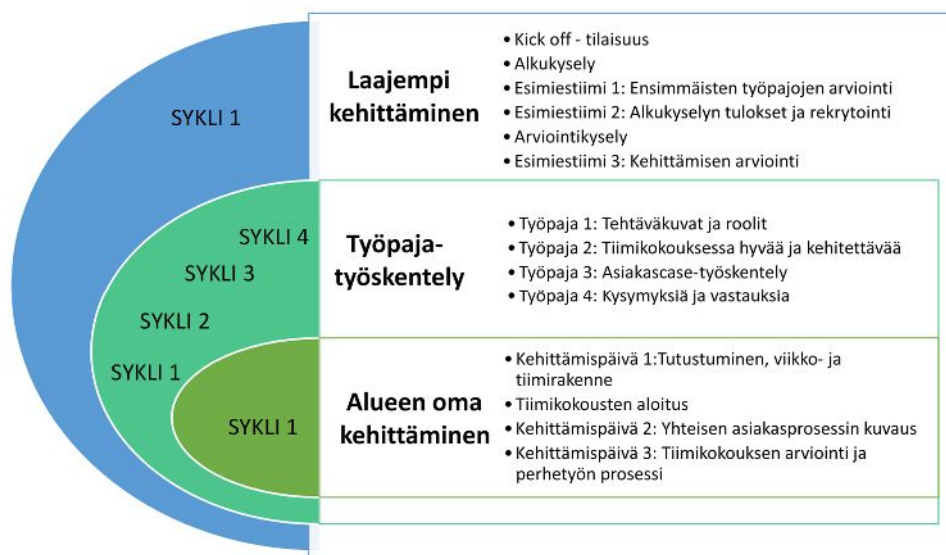 SYKLI 1
Laajempi
kehittäminen
• Kick off - tilaisuus
• Alkukysely
• Esimiestiimi 1: Ensimmäisten työpajojen arviointi
• Esimiestiimi 2: Alkukyselyn tulokset ja rekrytointi
• Arviointikysely
• Esimiestiimi 3: Kehittämisen arviointi
SYKLI 4
SYKLI 3
SYKLI 2
SYKLI 1
Työpaja-
työskentely
• Työpaja 1: Tehtäväkuvat ja roolit
• Työpaja 2: Tiimikokouksessa hyvää ja kehitettävää
• Työpaja 3: Asiakascase-työskentely
• Työpaja 4: Kysymyksiä ja vastauksia
SYKLI 1
Alueen oma
kehittäminen
• Kehittämispäivä 1:Tutustuminen, viikko- ja
tiimirakenne
• Tiimikokousten aloitus
• Kehittämispäivä 2: Yhteisen asiakasprosessin kuvaus
• Kehittämispäivä 3: Tiimikokouksen arviointi ja
perhetyön prosessi